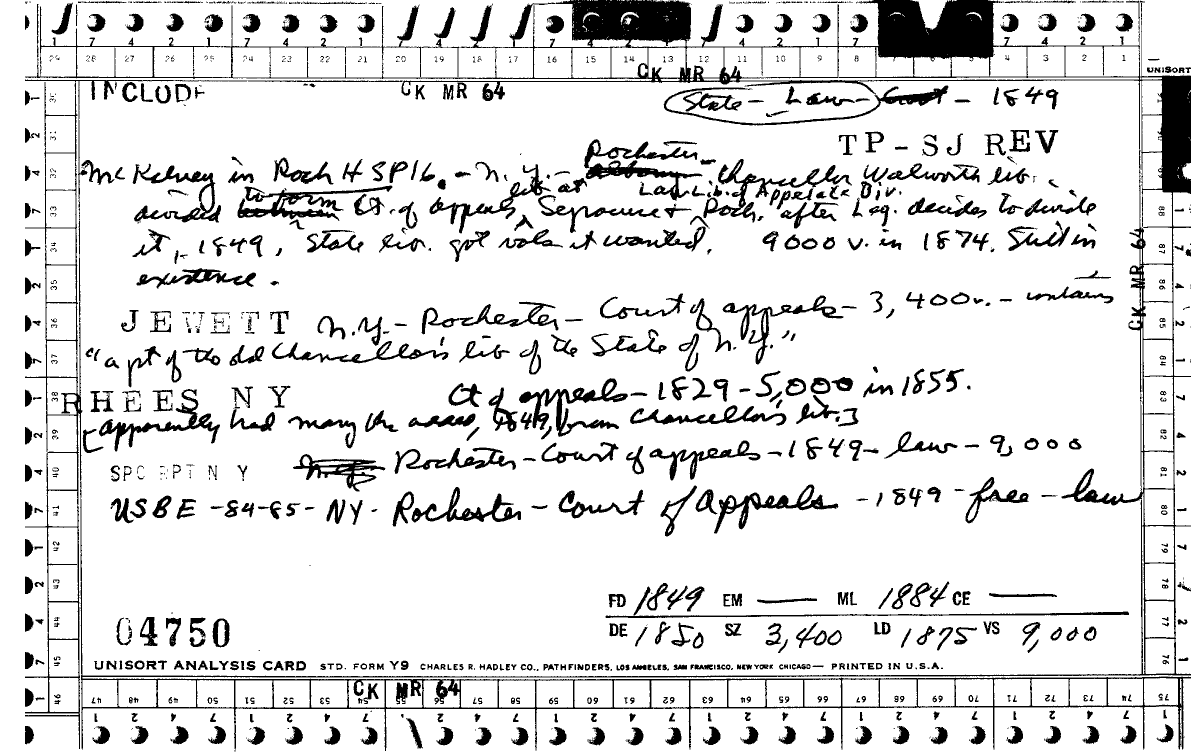 7 4 2 1 7 4 2 1 7 4 2 1 7 4 2 1 7 8 7 4 2 1
29 28 26 25 24 23 22 21 20 19 18 17 16 15 14 13 12 11 10 9 8 4 3 2 1
CK MR 64
UNISORT
INCLUDE CK MR 64 State - Law - Court - 1849
TP-SJ REV
McKelvey in Roch HSP16. - N.Y. - Albany Rochester - Chancellor Walworth lib.
divided between to form Ct. of Appeals lib at Syracuse & Roch. Law Lib. of Appelate Div. after Leg. decides to divide
it, 1849, State lib. got vols it wanted. 9000 v. in 1874. Still in
existence.
JEWETT N.Y. - Rochester - Court of appeals - 3,400v. - contains
"a pt of the old Chancellor's lib of the State of N.Y."
RHEES NY Ct of appeals - 1829 - 5,000 in 1855.
[apparently had many 1849, from Chancellor's lib.]
SPC RPT N Y N.Y. Rochester - Court of appeals - 1849 - law - 9,000
USBE -84-85- NY- Rochester - Court of Appeals - 1849 - free - law
CK MR 64
FD 1849 EM — ML 1884 CE —
DE 1850 SZ 3,400 LD 1875 VS 9,000
04750
UNISORT ANALYSIS CARD STD. FORM Y9 CHARLES R. HADLEY CO., PATHFINDERS, LOS ANGELES, SAN FRANCISCO, NEW YORK CHICAGO — PRINTED IN U.S.A.
CK MR 64